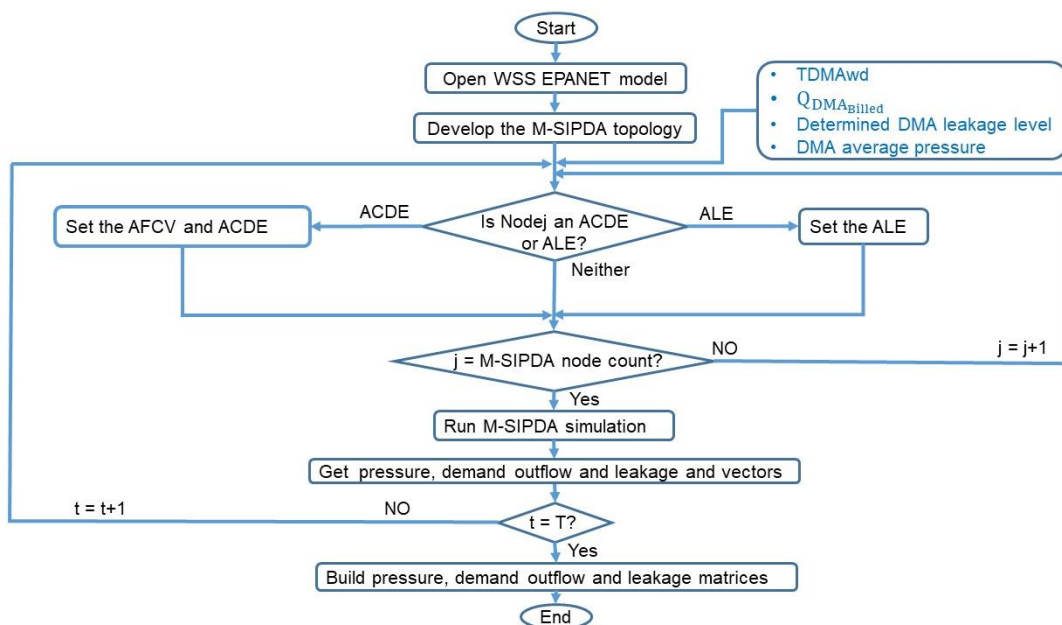 Start
Open WSS EPANET model
Develop the M-SIPDA topology
• TDMAwd
• Q_DMA_Billed
• Determined DMA leakage level
• DMA average pressure
Set the AFCV and ACDE
ACDE
Is Nodej an ACDE
or ALE?
ALE
Set the ALE
Neither
j = M-SIPDA node count?
NO
j = j+1
Yes
Run M-SIPDA simulation
Get pressure, demand outflow and leakage and vectors
t = t+1
NO
t = T?
Yes
Build pressure, demand outflow and leakage matrices
End